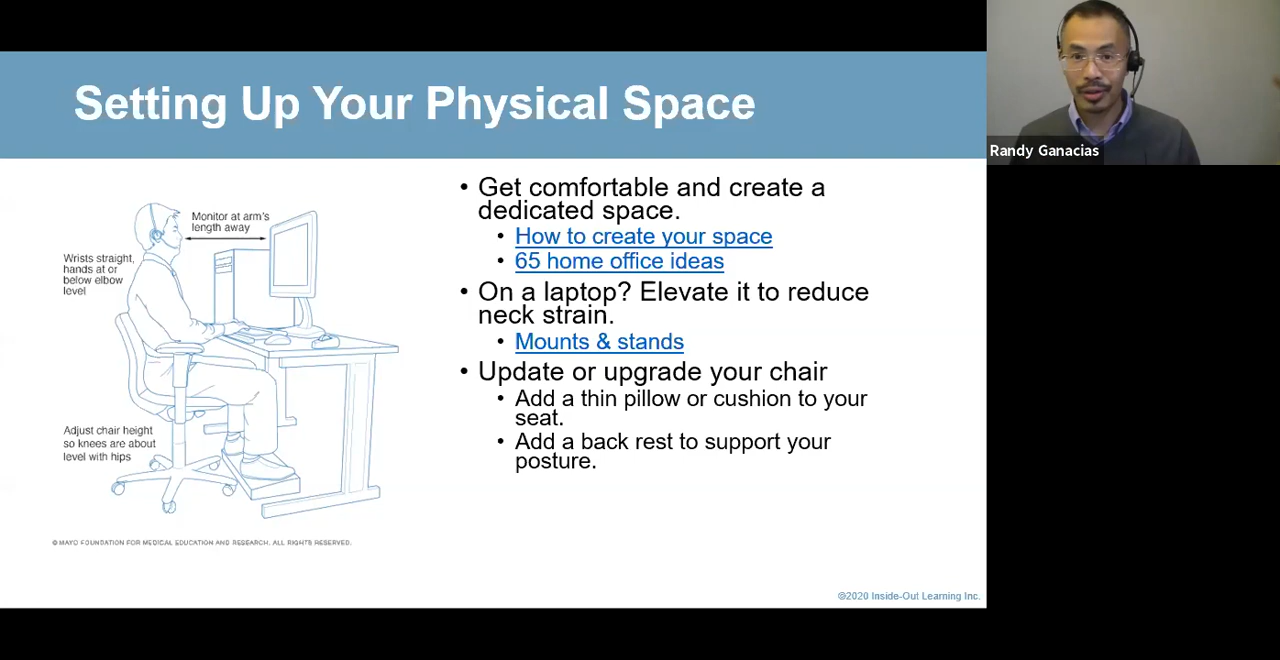 Setting Up Your Physical Space
Randy Ganacias
Monitor at arm's
length away
Wrists straight,
hands at or
below elbow
level
Adjust chair height
so knees are about
level with hips
© MAYO FOUNDATION FOR MEDICAL EDUCATION AND RESEARCH. ALL RIGHTS RESERVED.
• Get comfortable and create a
dedicated space.
• How to create your space
• 65 home office ideas
• On a laptop? Elevate it to reduce
neck strain.
• Mounts & stands
• Update or upgrade your chair
• Add a thin pillow or cushion to your
seat.
• Add a back rest to support your
posture.
©2020 Inside-Out Learning Inc.